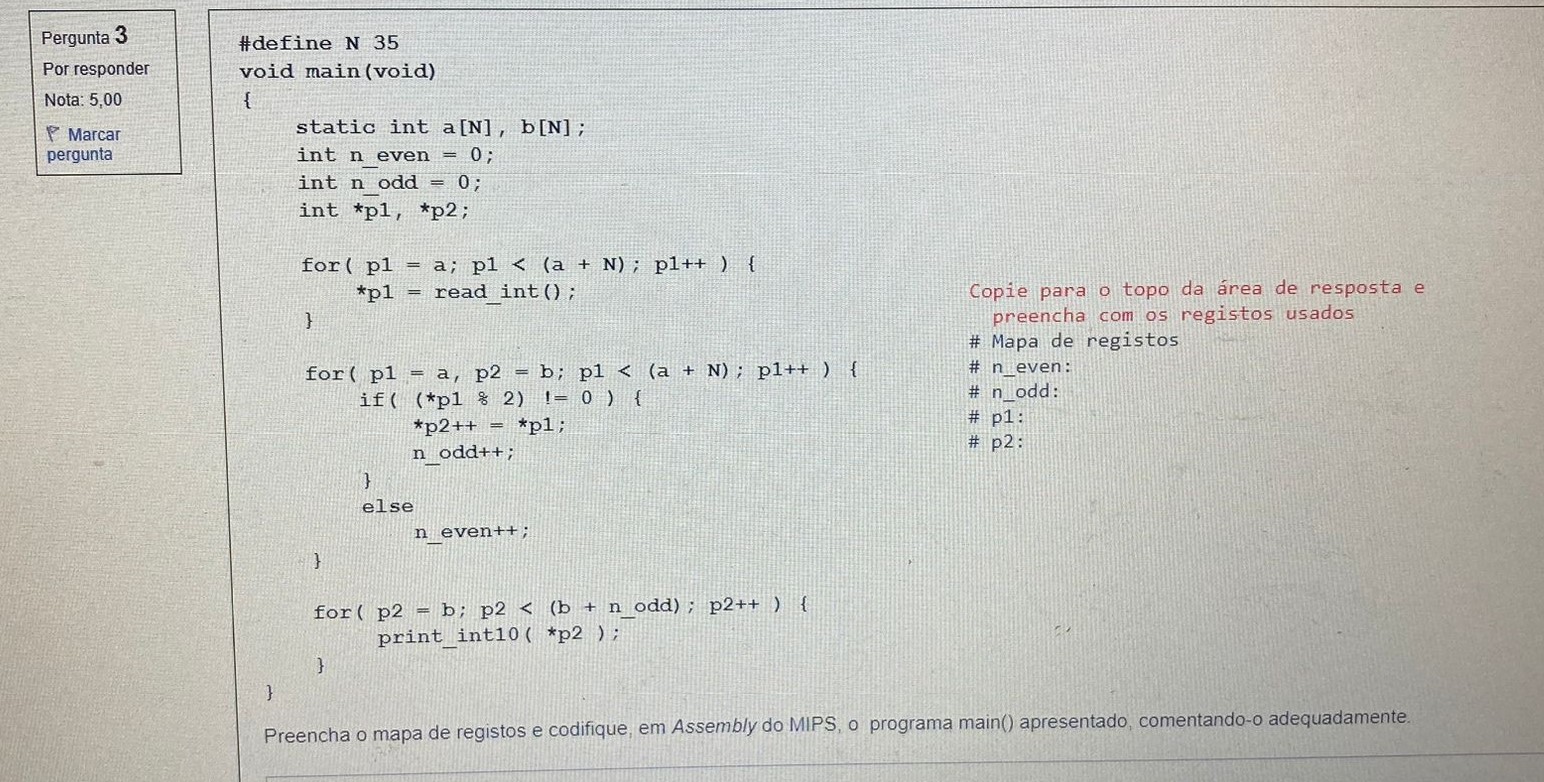 Pergunta 3
Por responder
Nota: 5,00
Marcar
pergunta
#define N 35
void main(void)
{
static int a[N], b[N];
int n_even = 0;
int n_odd = 0;
int *p1, *p2;
for( p1 = a; p1 < (a + N); p1++ ) {
*p1 = read_int();
}
for( p1 = a, p2 = b; p1 < (a + N); p1++ ) {
if( (*p1 % 2) != 0 ) {
*p2++ = *p1;
n_odd++;
}
else
n_even++;
}
for( p2 = b; p2 < (b + n_odd); p2++ ) {
print_int10( *p2 );
}
}
Copie para o topo da área de resposta e
preencha com os registos usados
# Mapa de registos
# n_even:
# n_odd:
# p1:
# p2:
Preencha o mapa de registos e codifique, em Assembly do MIPS, o programa main() apresentado, comentando-o adequadamente.